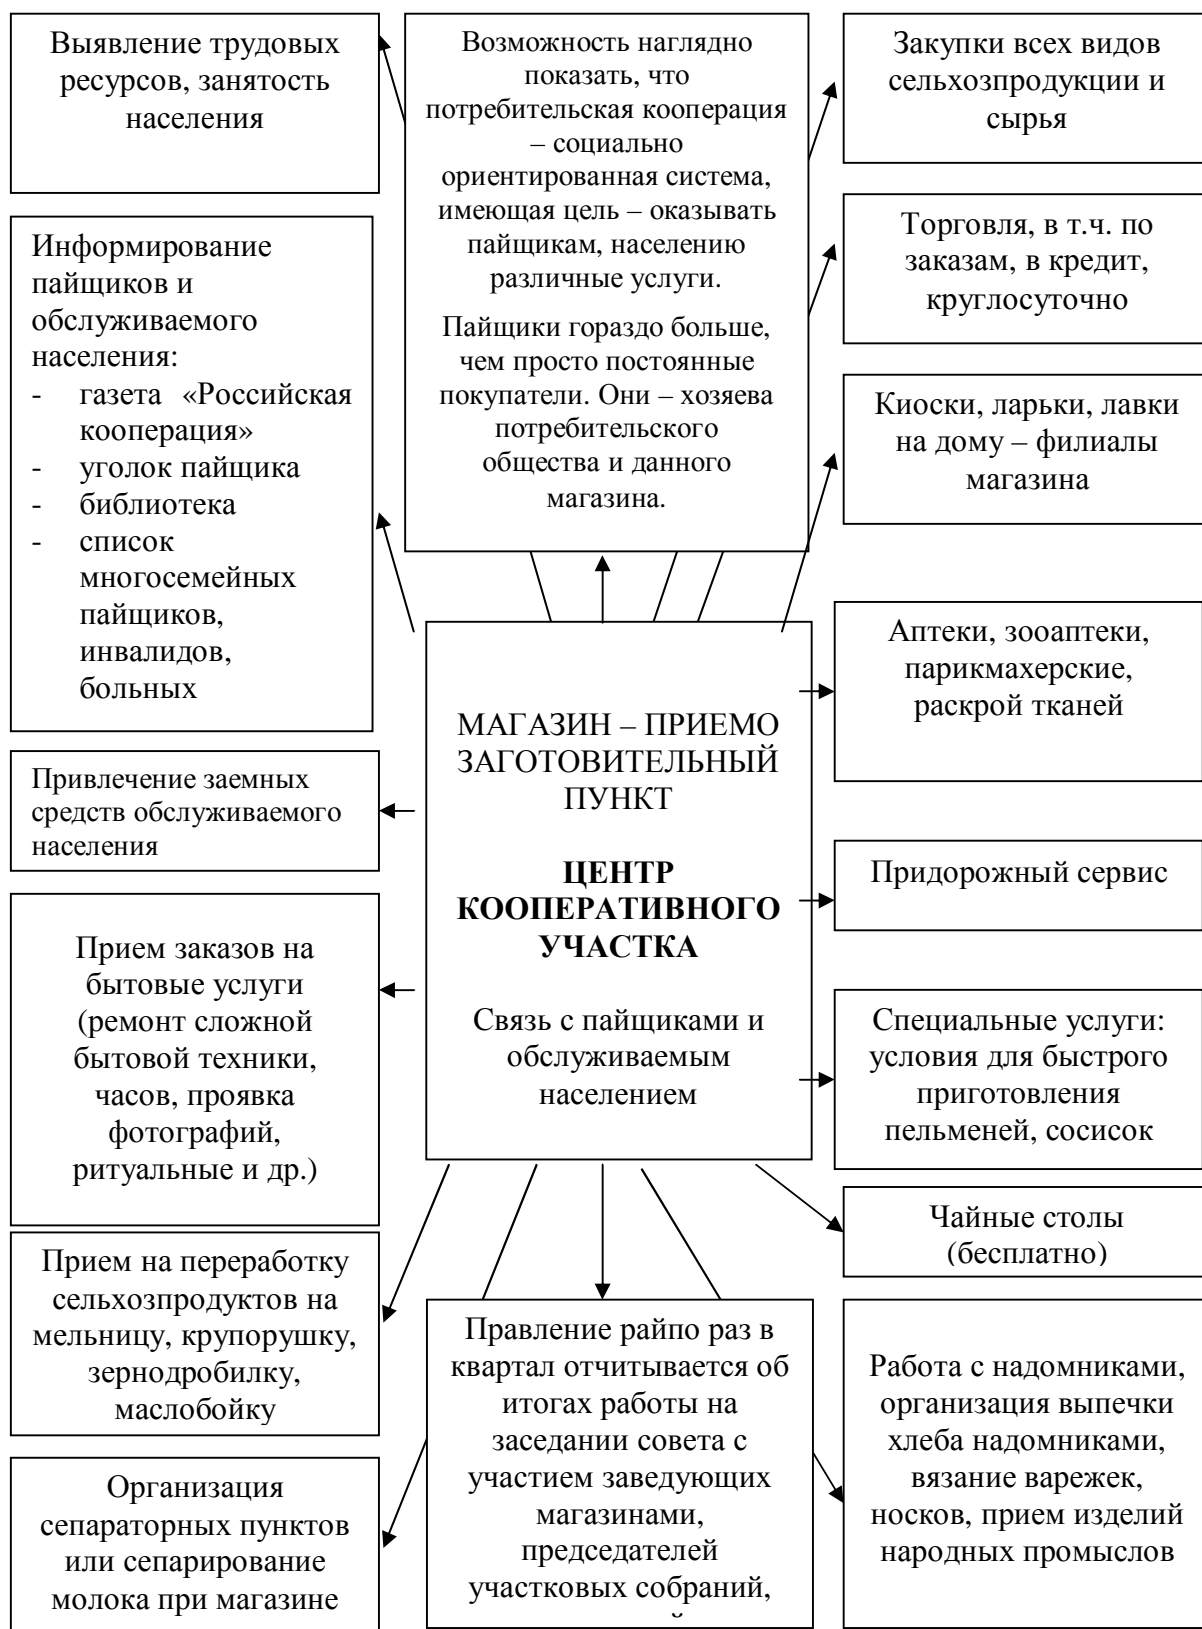 Выявление трудовых
ресурсов, занятость
населения
Информирование
пайщиков и
обслуживаемого
населения:
- газета «Российская
кооперация»
- уголок пайщика
- библиотека
- список
многосемейных
пайщиков,
инвалидов,
больных
Привлечение заемных
средств обслуживаемого
населения
Прием заказов на
бытовые услуги
(ремонт сложной
бытовой техники,
часов, проявка
фотографий,
ритуальные и др.)
Прием на переработку
сельхозпродуктов на
мельницу, крупорушку,
зернодробилку,
маслобойку
Организация
сепараторных пунктов
или сепарирование
молока при магазине
Возможность наглядно
показать, что
потребительская кооперация
– социально
ориентированная система,
имеющая цель – оказывать
пайщикам, населению
различные услуги.
Пайщики гораздо больше,
чем просто постоянные
покупатели. Они – хозяева
потребительского
общества и данного
магазина.
МАГАЗИН – ПРИЕМО
ЗАГОТОВИТЕЛЬНЫЙ
ПУНКТ
ЦЕНТР
КООПЕРАТИВНОГО
УЧАСТКА
Связь с пайщиками и
обслуживаемым
населением
Правление райпо раз в
квартал отчитывается об
итогах работы на
заседании совета с
участием заведующих
магазинами,
председателей
участковых собраний,
Закупки всех видов
сельхозпродукции и
сырья
Торговля, в т.ч. по
заказам, в кредит,
круглосуточно
Киоски, ларьки, лавки
на дому – филиалы
магазина
Аптеки, зооаптеки,
парикмахерские,
раскрой тканей
Придорожный сервис
Специальные услуги:
условия для быстрого
приготовления
пельменей, сосисок
Чайные столы
(бесплатно)
Работа с надомниками,
организация выпечки
хлеба надомниками,
вязание варежек,
носков, прием изделий
народных промыслов